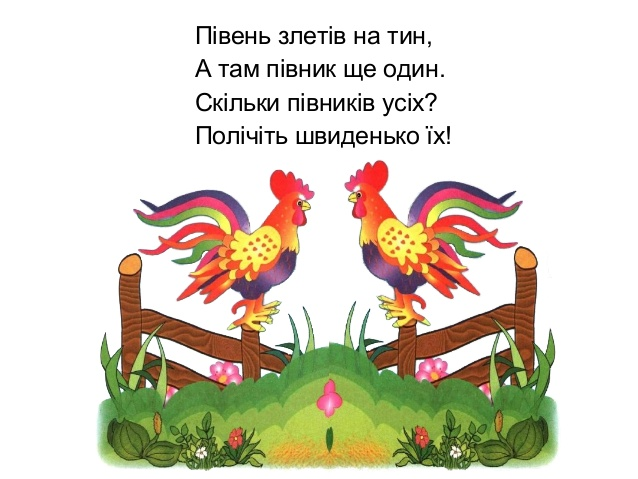 Півень злетів на тин,
А там півник ще один.
Скільки півників усіх?
Полічіть швиденько їх!